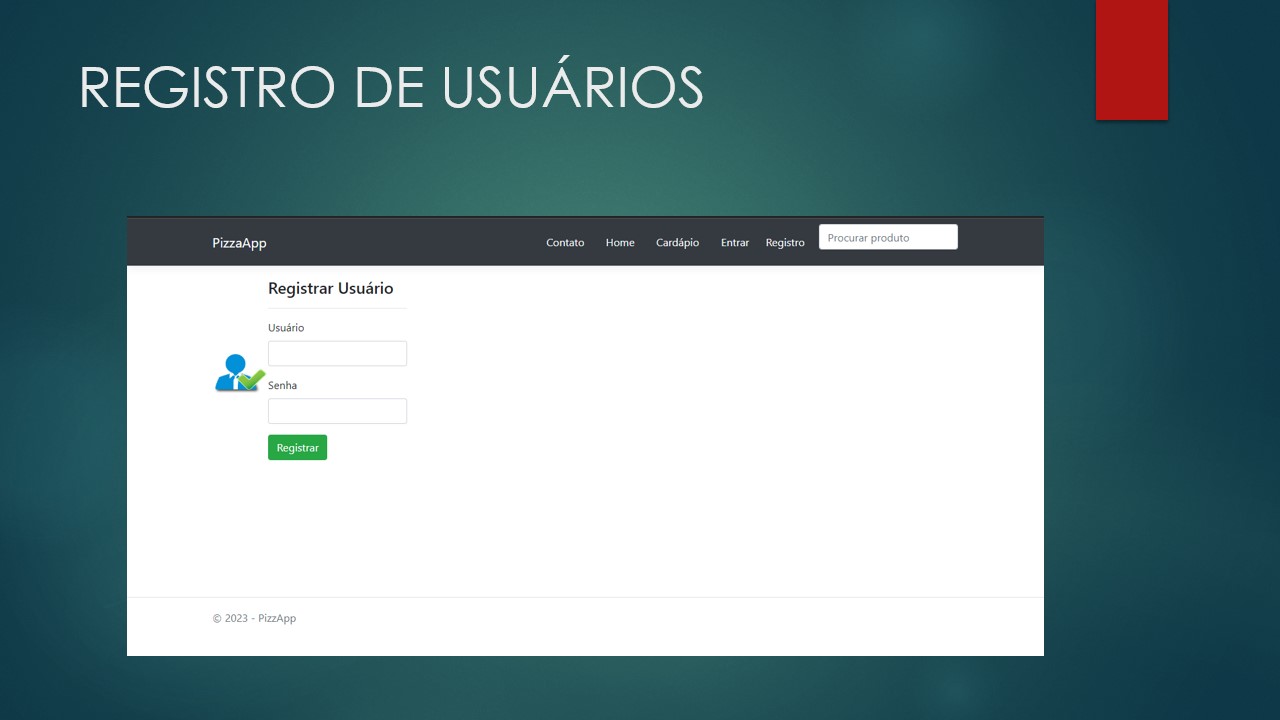 REGISTRO DE USUÁRIOS
PizzaApp Contato Home Cardápio Entrar Registro Procurar produto
Registrar Usuário
Usuário
Senha
Registrar
© 2023 - PizzApp